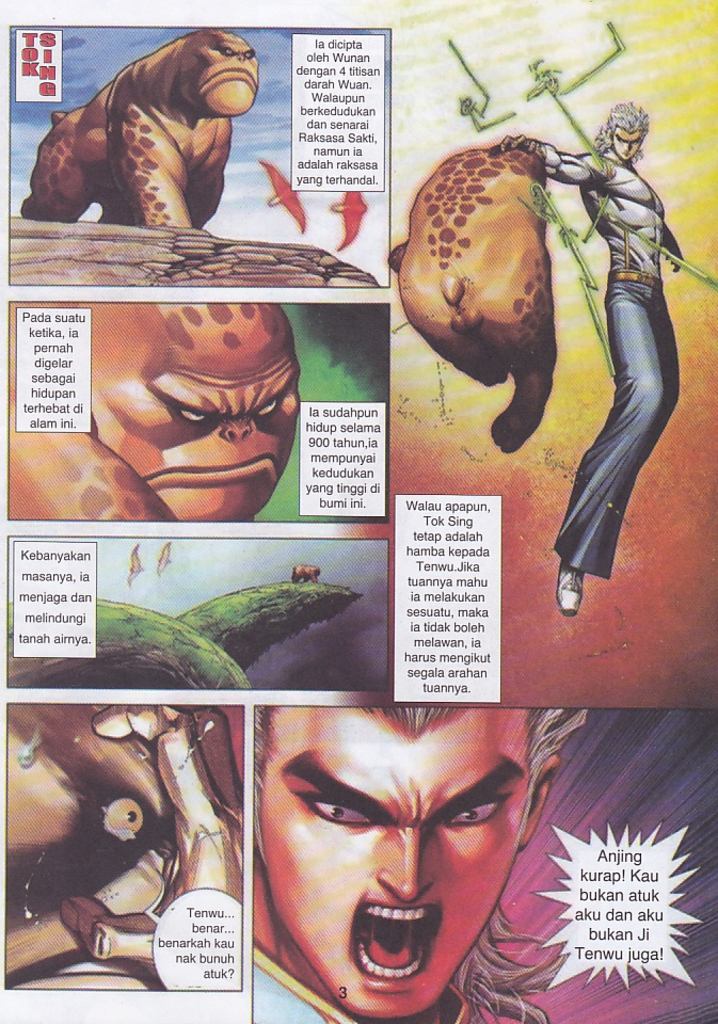 TOK
SING
Ia dicipta
oleh Wunan
dengan 4 titisan
darah Wuan.
Walaupun
berkedudukan
dan senarai
Raksasa Sakti,
namun ia
adalah raksasa
yang terhandal.
Pada suatu
ketika, ia
pernah
digelar
sebagai
hidupan
terhebat di
alam ini.
Ia sudahpun
hidup selama
900 tahun,ia
mempunyai
kedudukan
yang tinggi di
bumi ini.
Kebanyakan
masanya, ia
menjaga dan
melindungi
tanah airnya.
Walau apapun,
Tok Sing
tetap adalah
hamba kepada
Tenwu.Jika
tuannya mahu
ia melakukan
sesuatu, maka
ia tidak boleh
melawan, ia
harus mengikut
segala arahan
tuannya.
Tenwu...
benar...
benarkah kau
nak bunuh
atuk?
Anjing
kurap! Kau
bukan atuk
aku dan aku
bukan Ji
Tenwu juga!
3